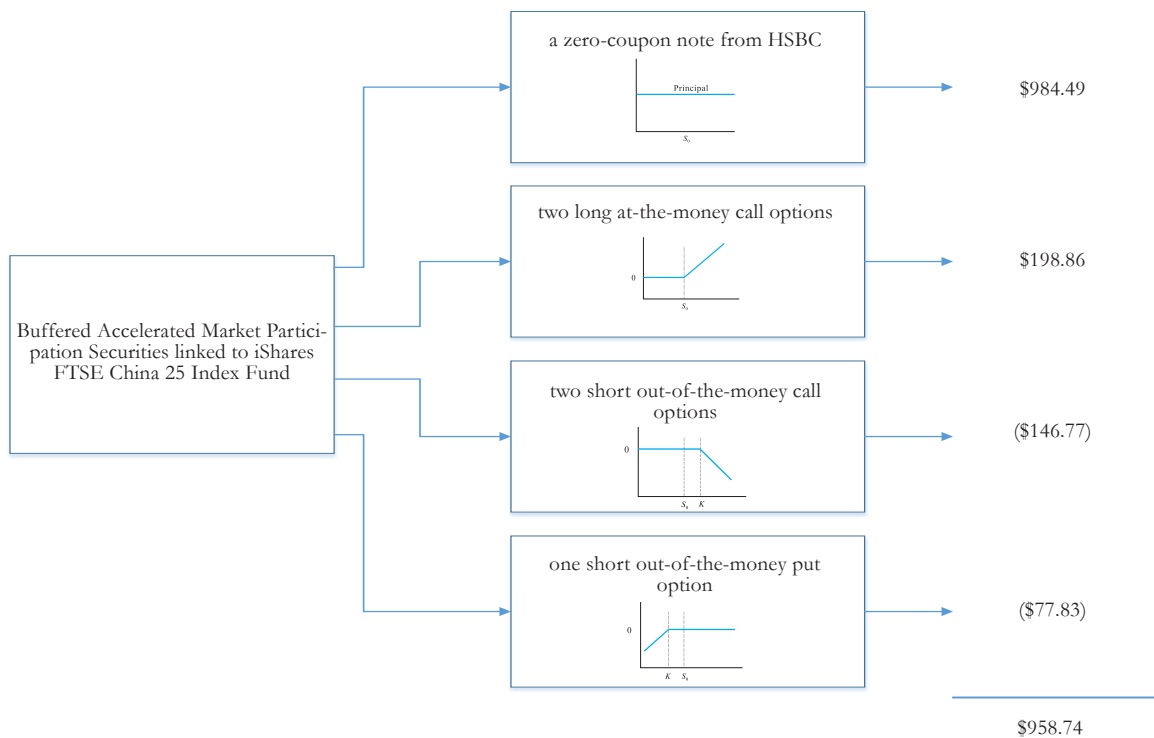 a zero-coupon note from HSBC
Principal
S₀
$984.49
two long at-the-money call options
0
S₀
$198.86
Buffered Accelerated Market Partici-
pation Securities linked to iShares
FTSE China 25 Index Fund
two short out-of-the-money call
options
0
S₀ K
($146.77)
one short out-of-the-money put
option
0
K S₀
($77.83)
$958.74